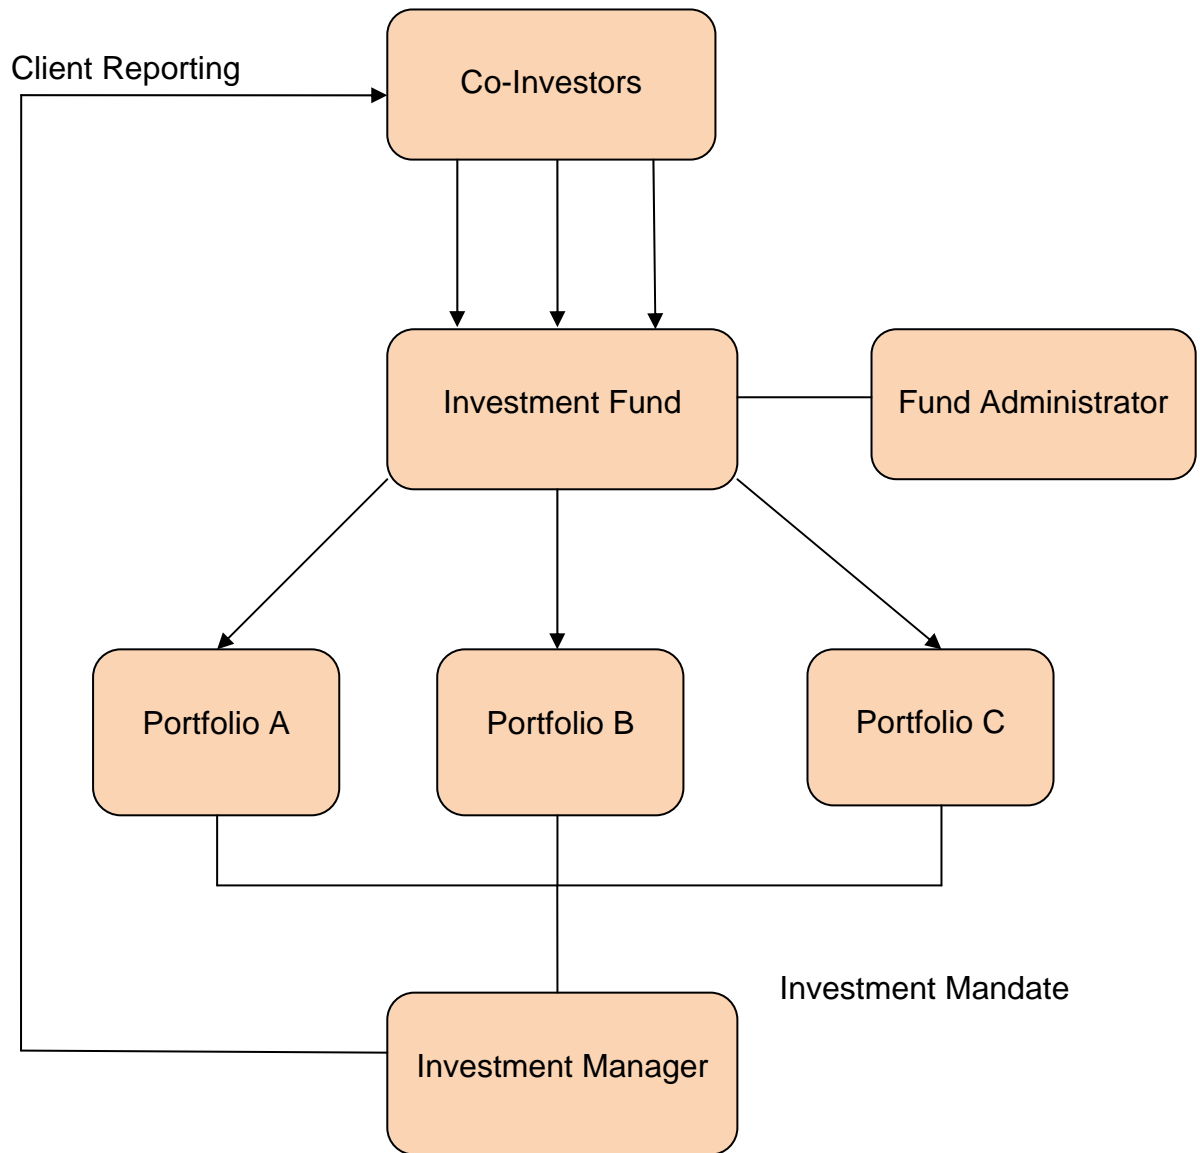 Client Reporting
Co-Investors
Investment Fund
Fund Administrator
Portfolio A
Portfolio B
Portfolio C
Investment Mandate
Investment Manager